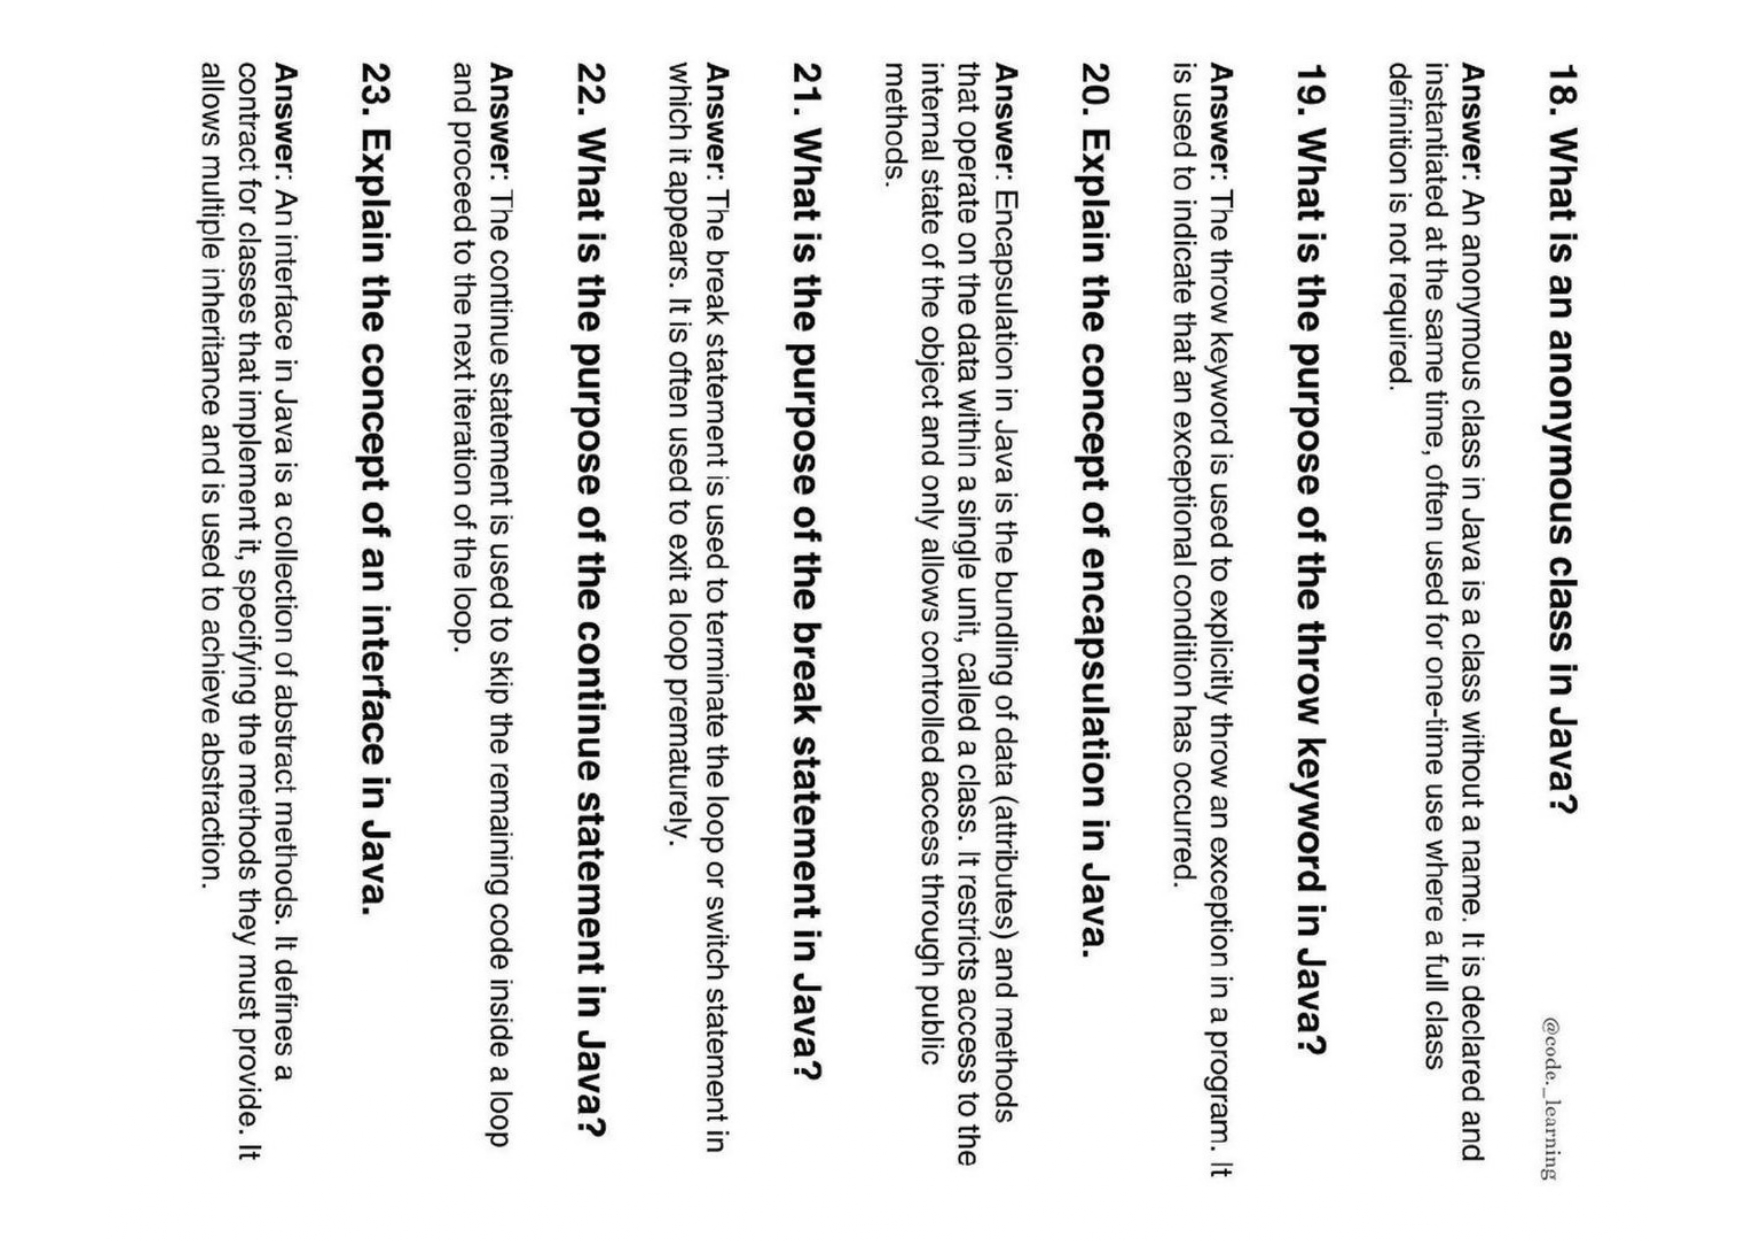 18. What is an anonymous class in Java?
@code._learning
Answer: An anonymous class in Java is a class without a name. It is declared and
instantiated at the same time, often used for one-time use where a full class
definition is not required.
19. What is the purpose of the throw keyword in Java?
Answer: The throw keyword is used to explicitly throw an exception in a program. It
is used to indicate that an exceptional condition has occurred.
20. Explain the concept of encapsulation in Java.
Answer: Encapsulation in Java is the bundling of data (attributes) and methods
that operate on the data within a single unit, called a class. It restricts access to the
internal state of the object and only allows controlled access through public
methods.
21. What is the purpose of the break statement in Java?
Answer: The break statement is used to terminate the loop or switch statement in
which it appears. It is often used to exit a loop prematurely.
22. What is the purpose of the continue statement in Java?
Answer: The continue statement is used to skip the remaining code inside a loop
and proceed to the next iteration of the loop.
23. Explain the concept of an interface in Java.
Answer: An interface in Java is a collection of abstract methods. It defines a
contract for classes that implement it, specifying the methods they must provide. It
allows multiple inheritance and is used to achieve abstraction.